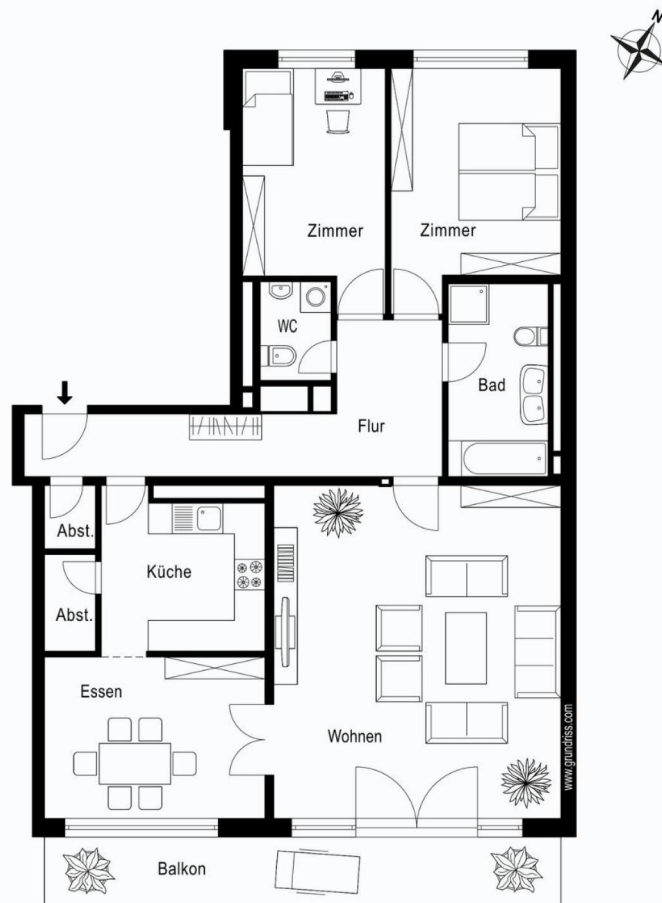 N
Zimmer
Zimmer
WC
Bad
Flur
Abst.
Küche
Abst.
Essen
Wohnen
www.grundriss.com
Balkon